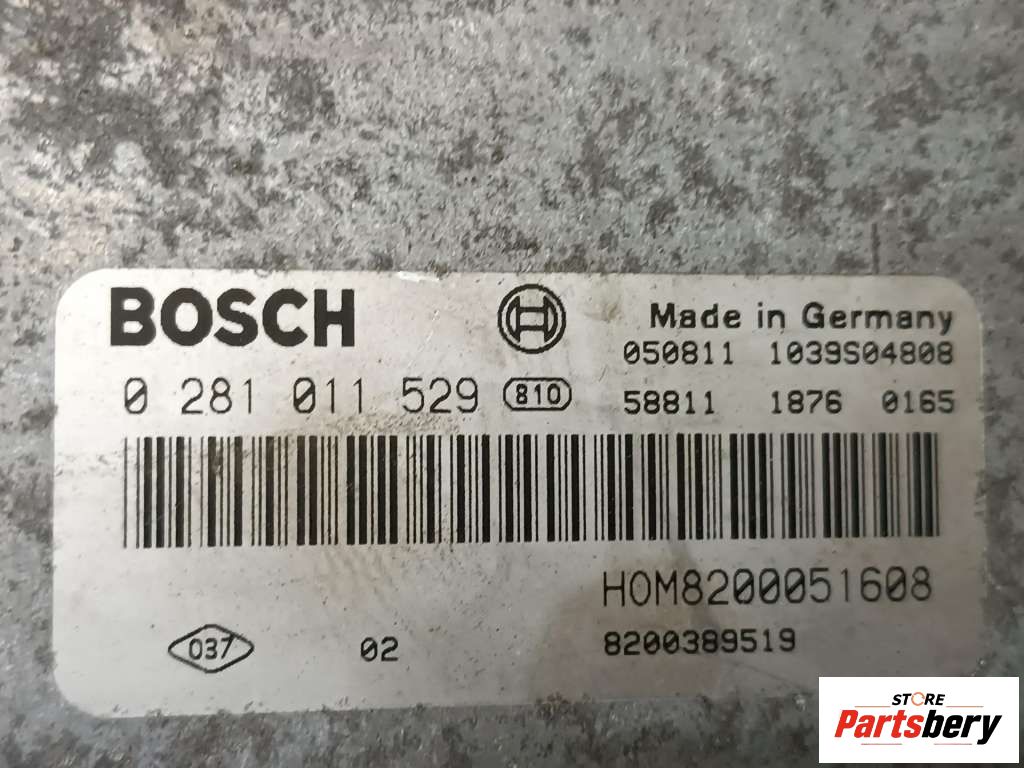 BOSCH
Made in Germany
050811 1039S04808
0 281 011 529 810
58811 1876 0165
HOM8200051608
037 02 8200389519
STORE
Partsbery